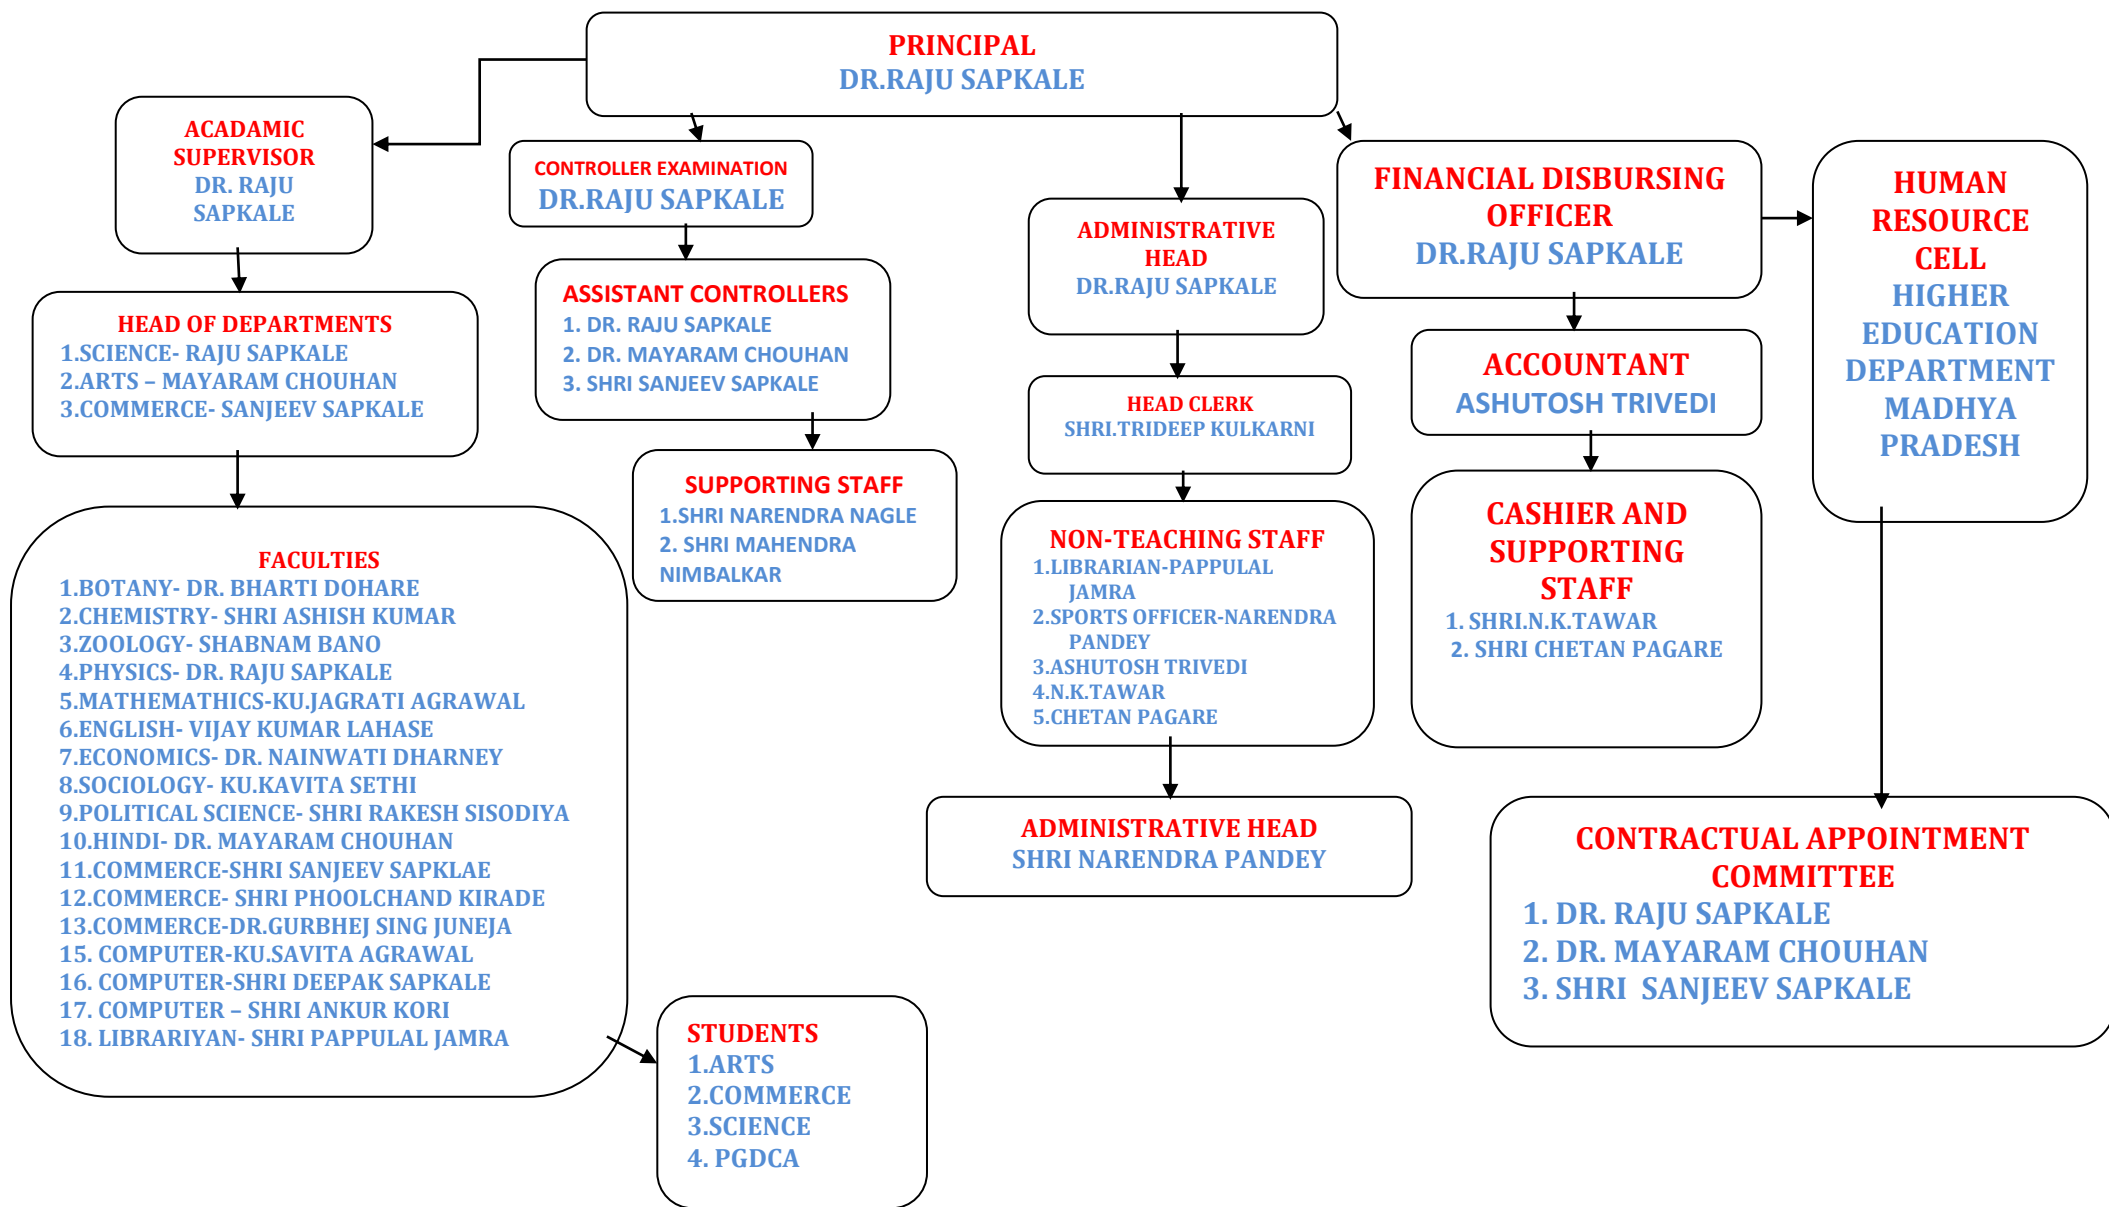 PRINCIPAL
DR.RAJU SAPKALE
ACADAMIC
SUPERVISOR
DR. RAJU
SAPKALE
CONTROLLER EXAMINATION
DR.RAJU SAPKALE
ADMINISTRATIVE
HEAD
DR.RAJU SAPKALE
FINANCIAL DISBURSING
OFFICER
DR.RAJU SAPKALE
HUMAN
RESOURCE
CELL
HIGHER
EDUCATION
DEPARTMENT
MADHYA
PRADESH
HEAD OF DEPARTMENTS
1.SCIENCE- RAJU SAPKALE
2.ARTS – MAYARAM CHOUHAN
3.COMMERCE- SANJEEV SAPKALE
ASSISTANT CONTROLLERS
1. DR. RAJU SAPKALE
2. DR. MAYARAM CHOUHAN
3. SHRI SANJEEV SAPKALE
HEAD CLERK
SHRI.TRIDEEP KULKARNI
ACCOUNTANT
ASHUTOSH TRIVEDI
SUPPORTING STAFF
1.SHRI NARENDRA NAGLE
2. SHRI MAHENDRA
NIMBALKAR
NON-TEACHING STAFF
1.LIBRARIAN-PAPPULAL
JAMRA
2.SPORTS OFFICER-NARENDRA
PANDEY
3.ASHUTOSH TRIVEDI
4.N.K.TAWAR
5.CHETAN PAGARE
CASHIER AND
SUPPORTING
STAFF
1. SHRI.N.K.TAWAR
2. SHRI CHETAN PAGARE
FACULTIES
1.BOTANY- DR. BHARTI DOHARE
2.CHEMISTRY- SHRI ASHISH KUMAR
3.ZOOLOGY- SHABNAM BANO
4.PHYSICS- DR. RAJU SAPKALE
5.MATHEMATHICS-KU.JAGRATI AGRAWAL
6.ENGLISH- VIJAY KUMAR LAHASE
7.ECONOMICS- DR. NAINWATI DHARNEY
8.SOCIOLOGY- KU.KAVITA SETHI
9.POLITICAL SCIENCE- SHRI RAKESH SISODIYA
10.HINDI- DR. MAYARAM CHOUHAN
11.COMMERCE-SHRI SANJEEV SAPKLAE
12.COMMERCE- SHRI PHOOLCHAND KIRADE
13.COMMERCE-DR.GURBHEJ SING JUNEJA
15. COMPUTER-KU.SAVITA AGRAWAL
16. COMPUTER-SHRI DEEPAK SAPKALE
17. COMPUTER – SHRI ANKUR KORI
18. LIBRARIYAN- SHRI PAPPULAL JAMRA
ADMINISTRATIVE HEAD
SHRI NARENDRA PANDEY
CONTRACTUAL APPOINTMENT
COMMITTEE
1. DR. RAJU SAPKALE
2. DR. MAYARAM CHOUHAN
3. SHRI SANJEEV SAPKALE
STUDENTS
1.ARTS
2.COMMERCE
3.SCIENCE
4. PGDCA